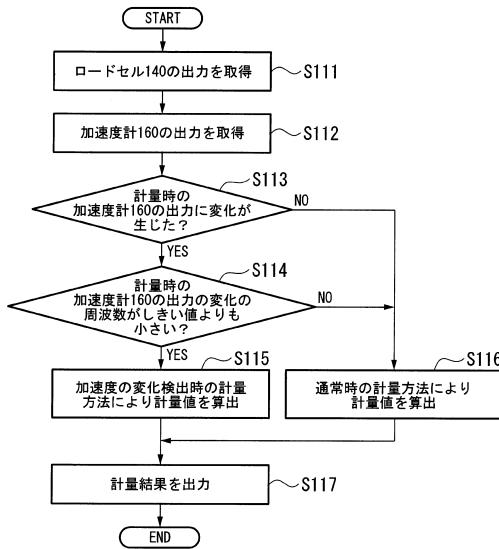 START
ロードセル140の出力を取得
S111
加速度計160の出力を取得
S112
計量時の
加速度計160の出力に変化が
生じた？
S113
NO
YES
計量時の
加速度計160の出力の変化の
周波数がしきい値よりも
小さい？
S114
NO
YES
加速度の変化検出時の計量
方法により計量値を算出
S115
通常時の計量方法により
計量値を算出
S116
計量結果を出力
S117
END